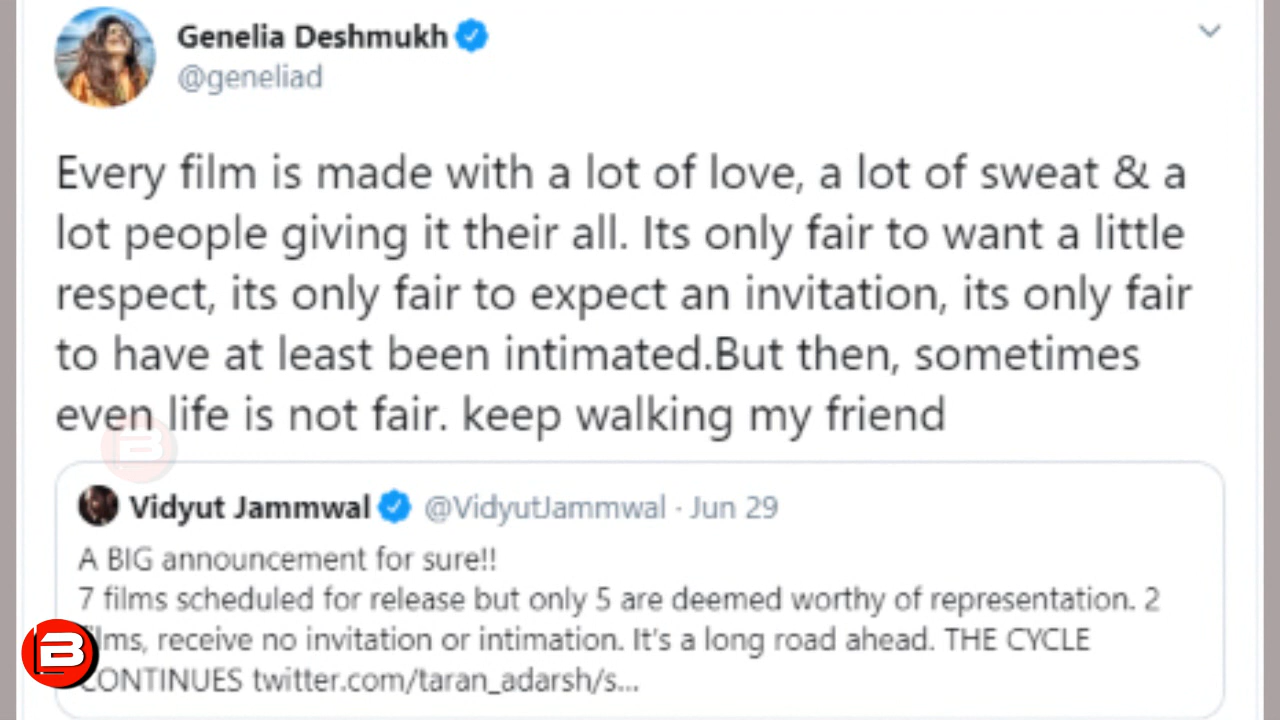 Genelia Deshmukh
@geneliad
Every film is made with a lot of love, a lot of sweat & a
lot people giving it their all. Its only fair to want a little
respect, its only fair to expect an invitation, its only fair
to have at least been intimated.But then, sometimes
even life is not fair. keep walking my friend
B
Vidyut Jammwal @VidyutJammwal · Jun 29
A BIG announcement for sure!!
7 films scheduled for release but only 5 are deemed worthy of representation. 2
films, receive no invitation or intimation. It's a long road ahead. THE CYCLE
CONTINUES twitter.com/taran_adarsh/s...
B